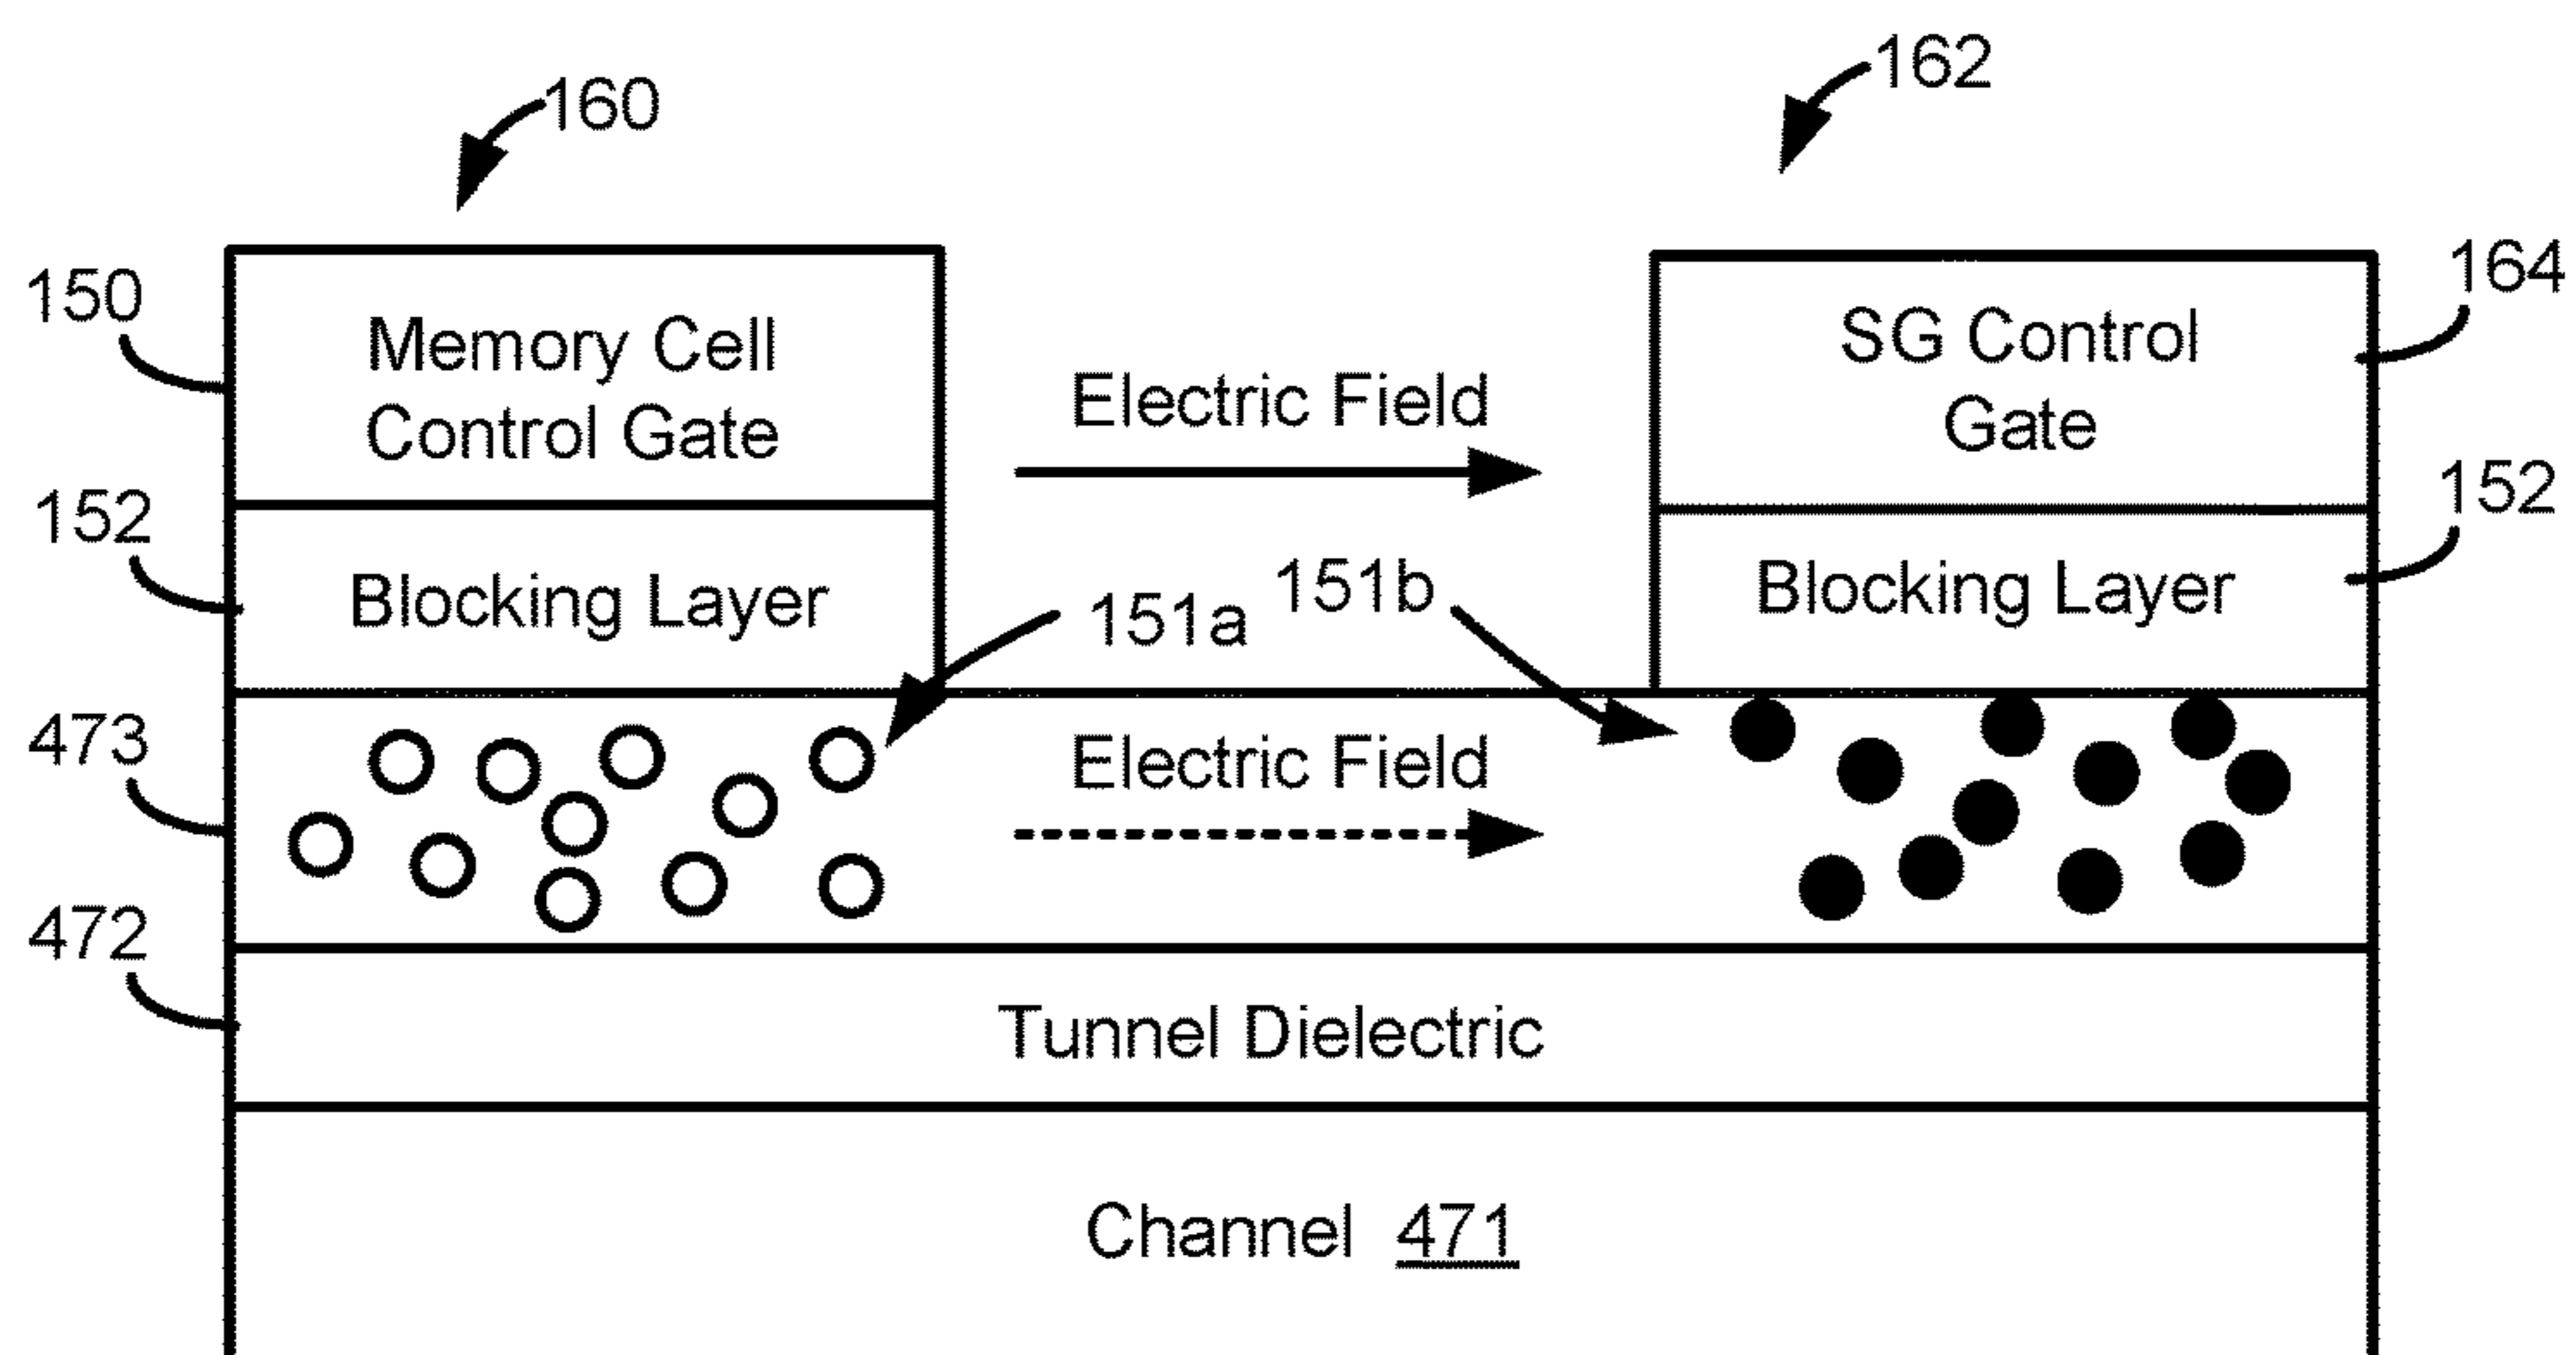 160
162
150
Memory Cell
Control Gate
Electric Field
SG Control
Gate
164
152
Blocking Layer
151a
151b
Blocking Layer
152
473
Electric Field
472
Tunnel Dielectric
Channel 471